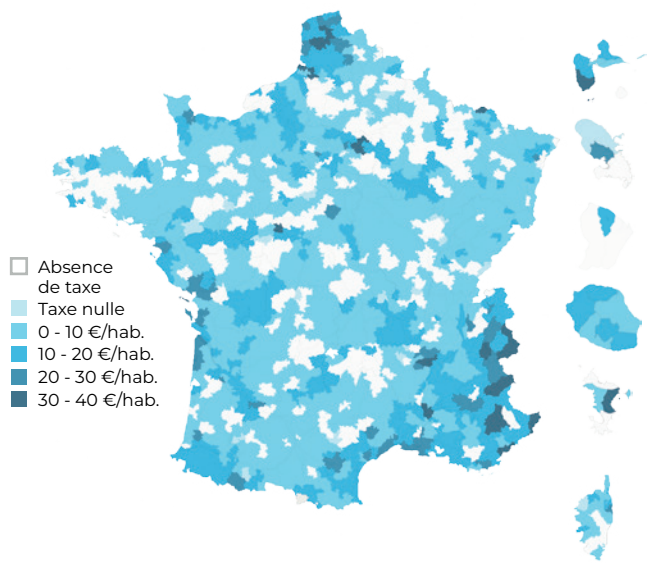 Absence
de taxe
Taxe nulle
0 - 10 €/hab.
10 - 20 €/hab.
20 - 30 €/hab.
30 - 40 €/hab.